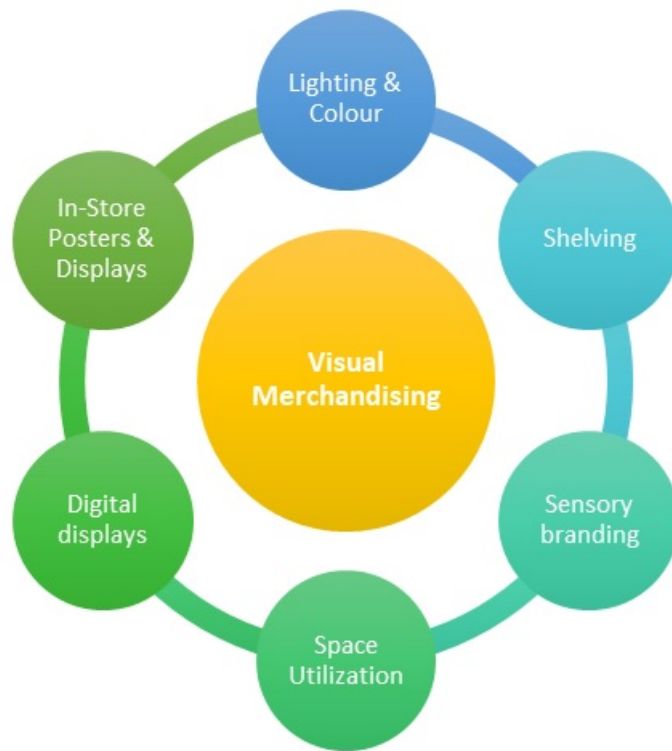 Lighting &
Colour
Shelving
Sensory
branding
Space
Utilization
Digital
displays
In-Store
Posters &
Displays
Visual
Merchandising